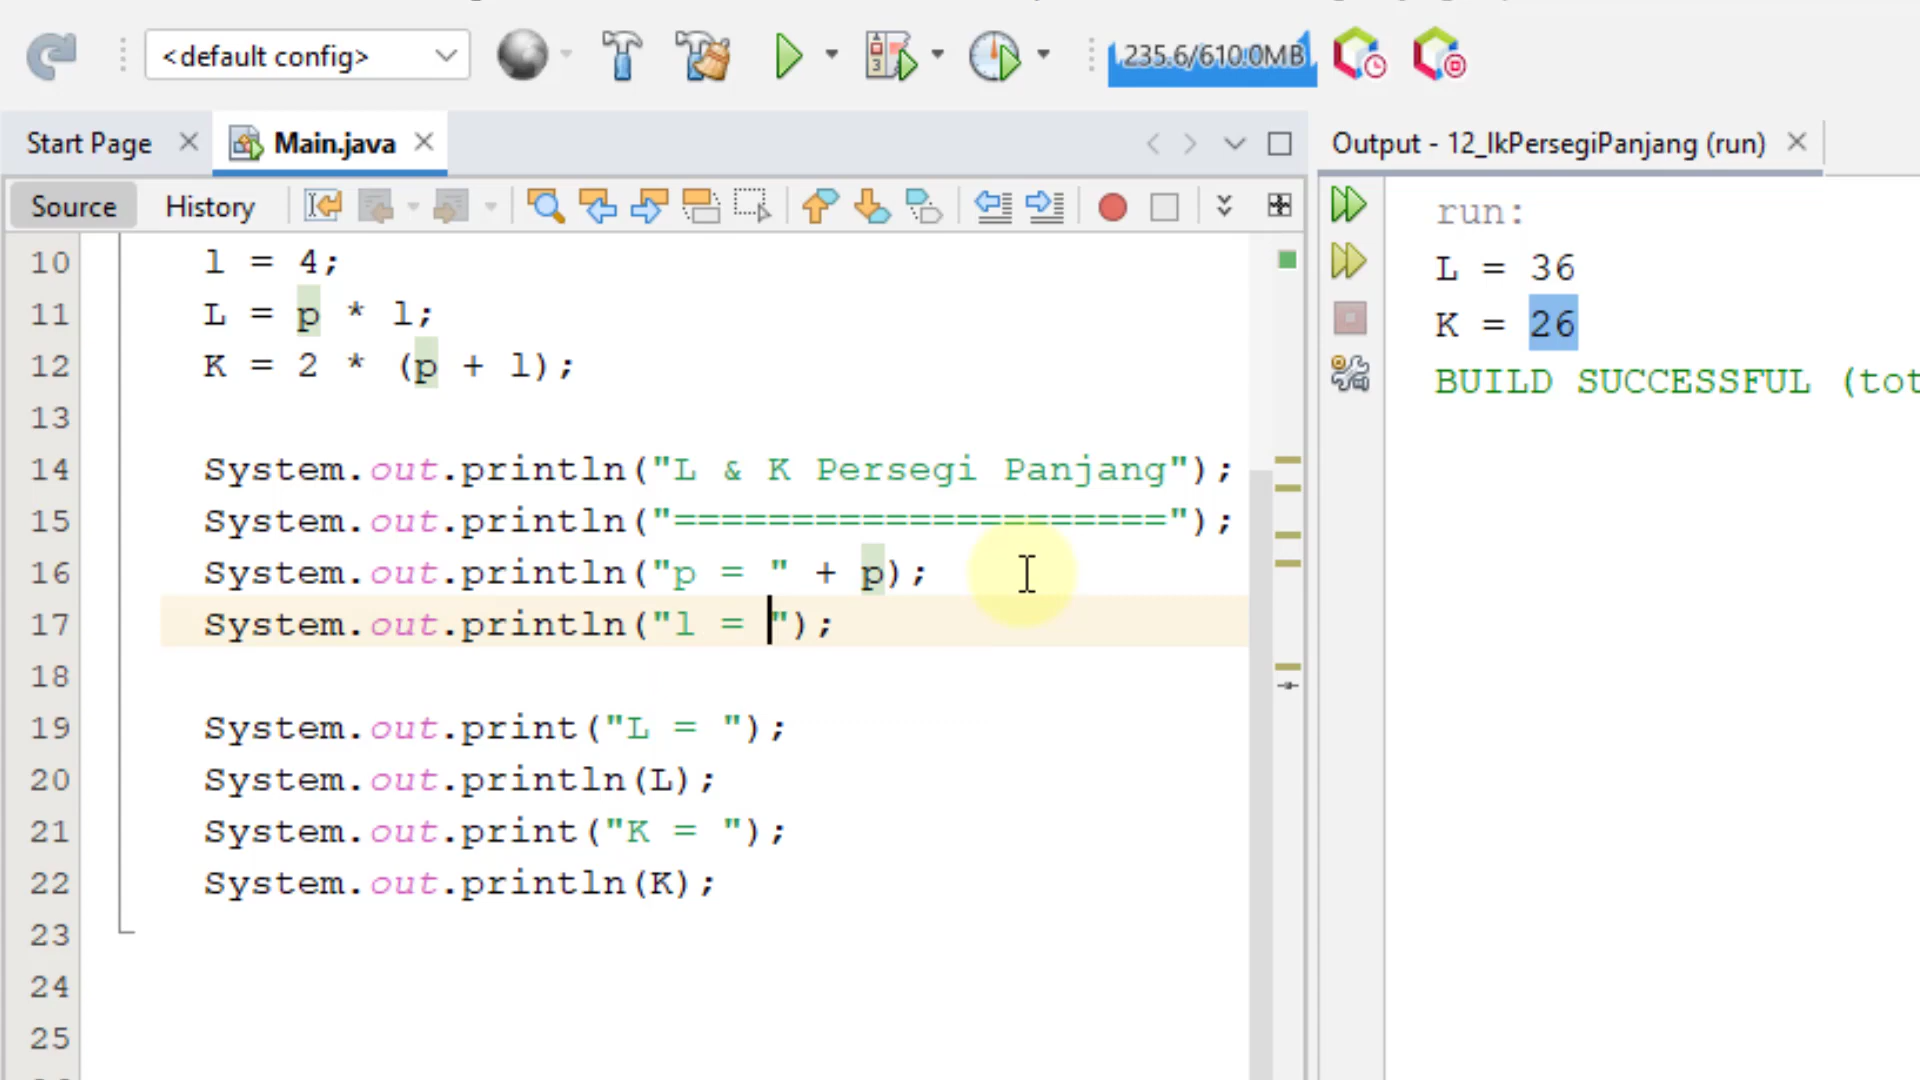 <default config>
235.6/610.0MB
Start Page
Main.java
Output - 12_lkPersegiPanjang (run)
Source
History
10 l = 4;
11 L = p * l;
12 K = 2 * (p + l);
13
14 System.out.println("L & K Persegi Panjang");
15 System.out.println("=====================");
16 System.out.println("p = " + p);
17 System.out.println("l = ");
18
19 System.out.print("L = ");
20 System.out.println(L);
21 System.out.print("K = ");
22 System.out.println(K);
23
24
25
run:
L = 36
K = 26
BUILD SUCCESSFUL (tot